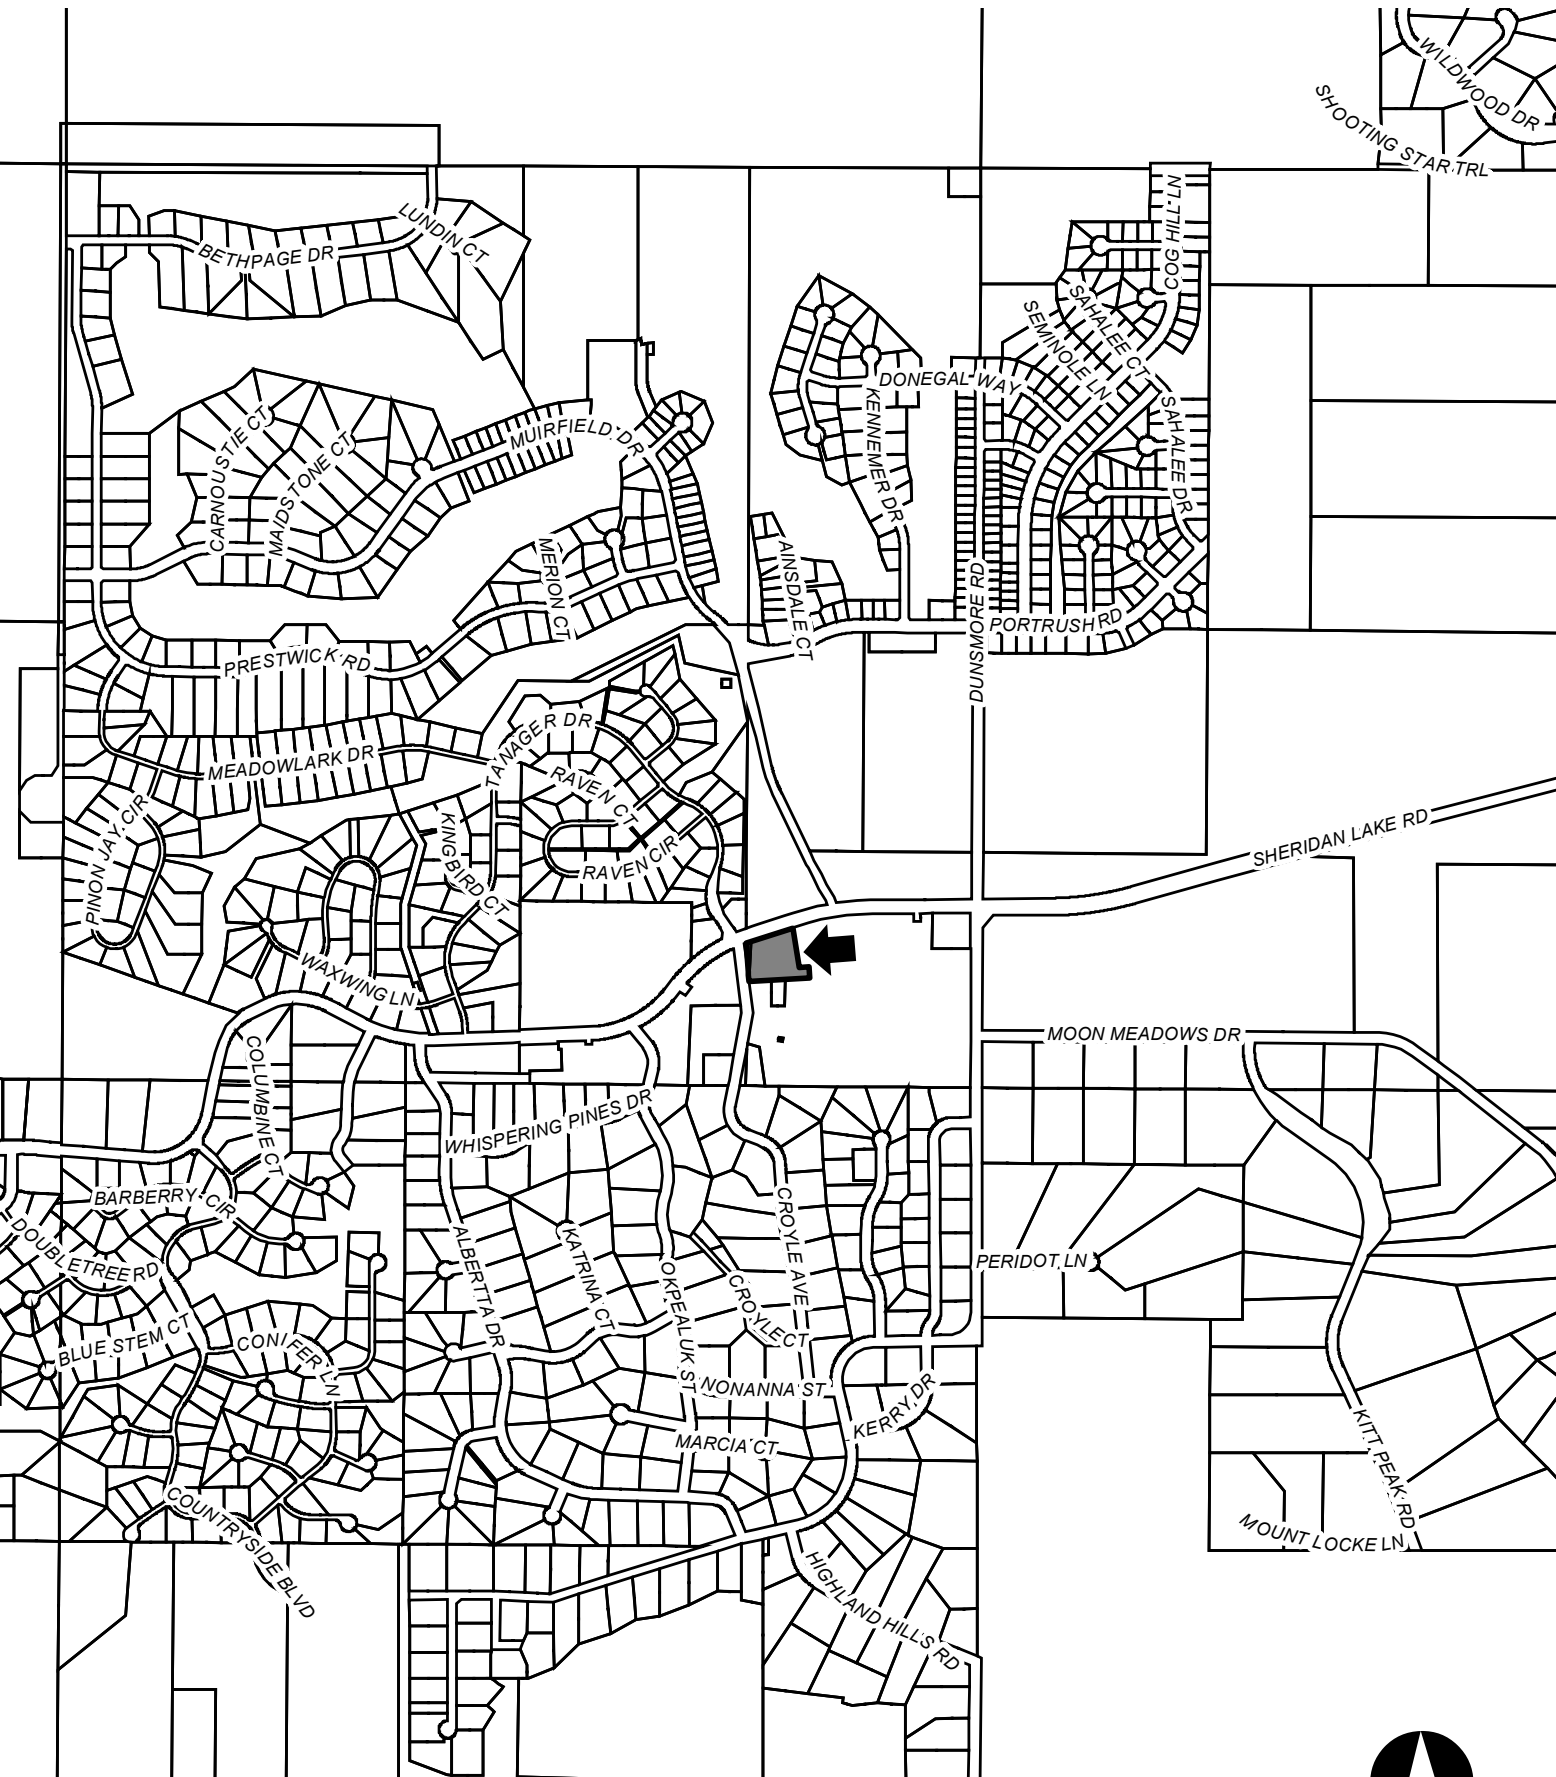 WILDWOOD DR
SHOOTING STAR TRL
COG HILL LN
LUNDIN CT
BETHPAGE DR
SAHALEE CT
SEMINOLE LN
DONEGAL WAY
SAHALEE DR
KENNEMER DR
MUIRFIELD DR
CARNOUSTIE CT
MAIDSTONE CT
MERION CT
AINSDALE CT
DUNSMORE RD
PORTRUSH RD
PRESTWICK RD
TANAGER DR
MEADOWLARK DR
RAVEN CT
PINON JAY CIR
KINGBIRD CT
RAVEN CIR
SHERIDAN LAKE RD
WAXWING LN
MOON MEADOWS DR
COLUMBINE CT
WHISPERING PINES DR
BARBERRY CIR
DOUBLETREE RD
ALBERTTA DR
KATRINA CT
OKPEALUK ST
CROYLE AVE
CROYLE CT
PERIDOT LN
BLUE STEM CT
CONIFER LN
NONANNA ST
KERRY DR
MARCIA CT
KITT PEAK RD
COUNTRYSIDE BLVD
MOUNT LOCKE LN
HIGHLAND HILLS RD